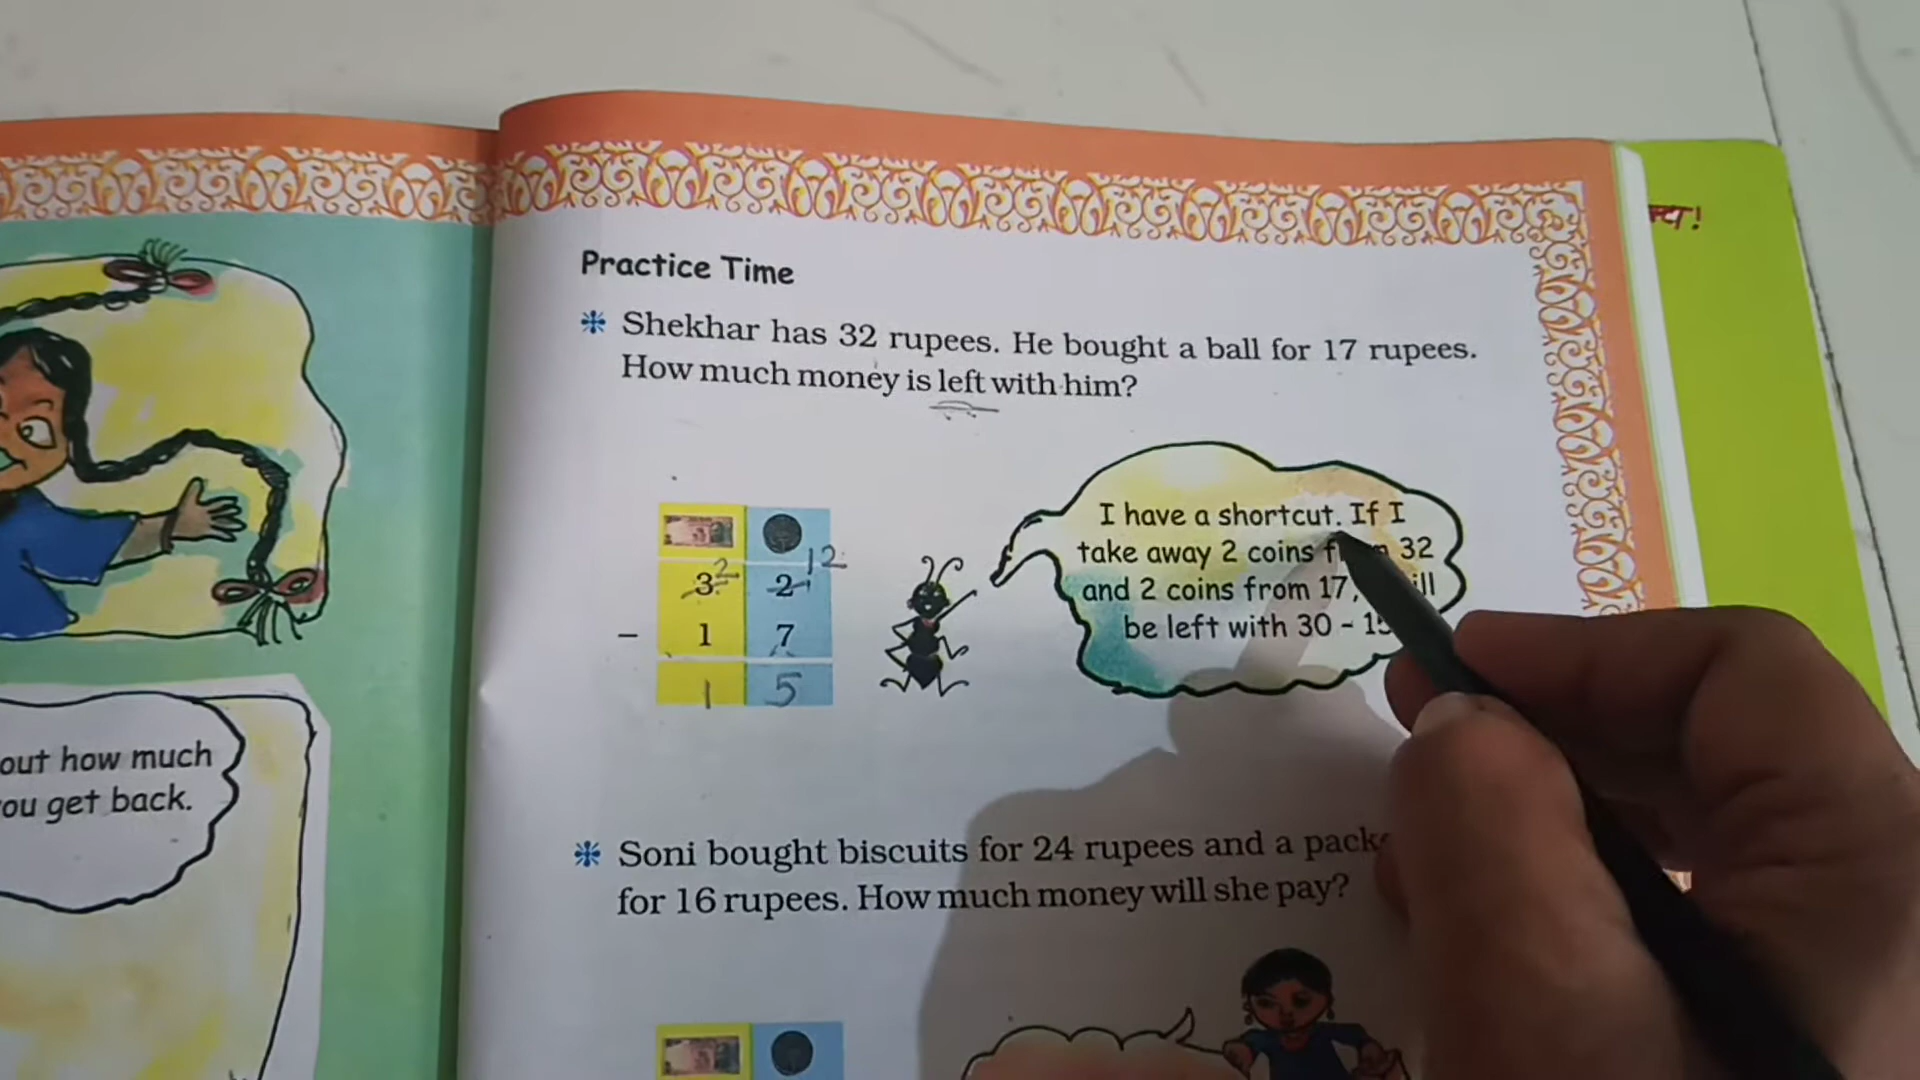 न्टा!
Practice Time
Shekhar has 32 rupees. He bought a ball for 17 rupees.
How much money is left with him?
I have a shortcut. If I
take away 2 coins 32
and 2 coins from 17,
be left with 30 -
2 12
3 2
- 1 7
1 5
out how much
you get back.
Soni bought biscuits for 24 rupees and a
for 16 rupees. How much money will she pay?